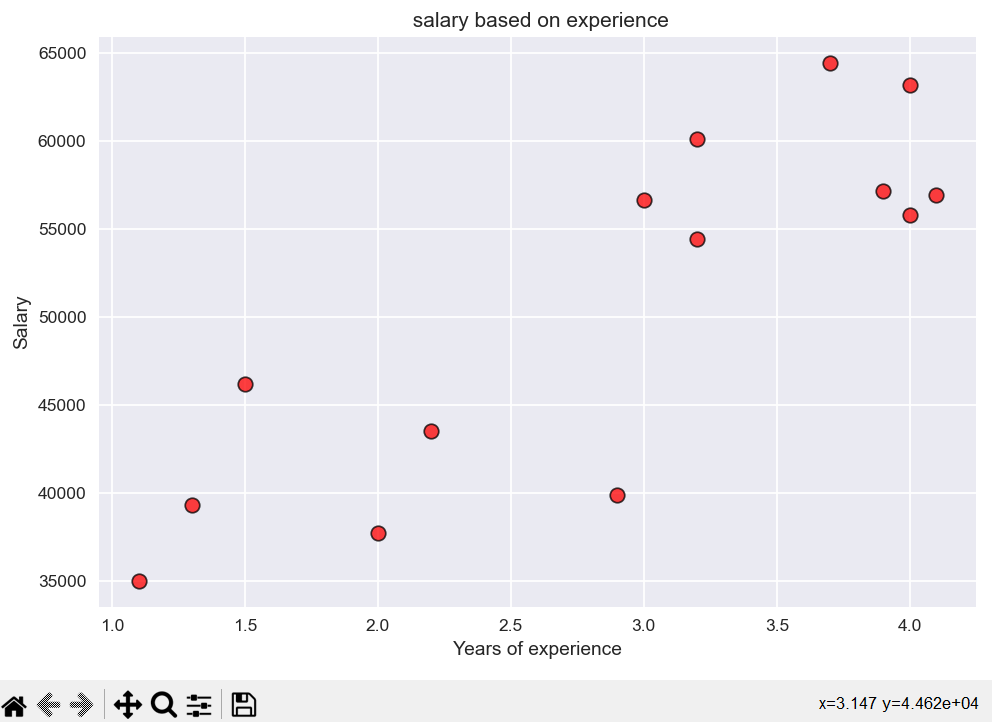 salary based on experience
65000
60000
55000
50000
45000
40000
35000
Salary
1.0 1.5 2.0 2.5 3.0 3.5 4.0
Years of experience
x=3.147 y=4.462e+04